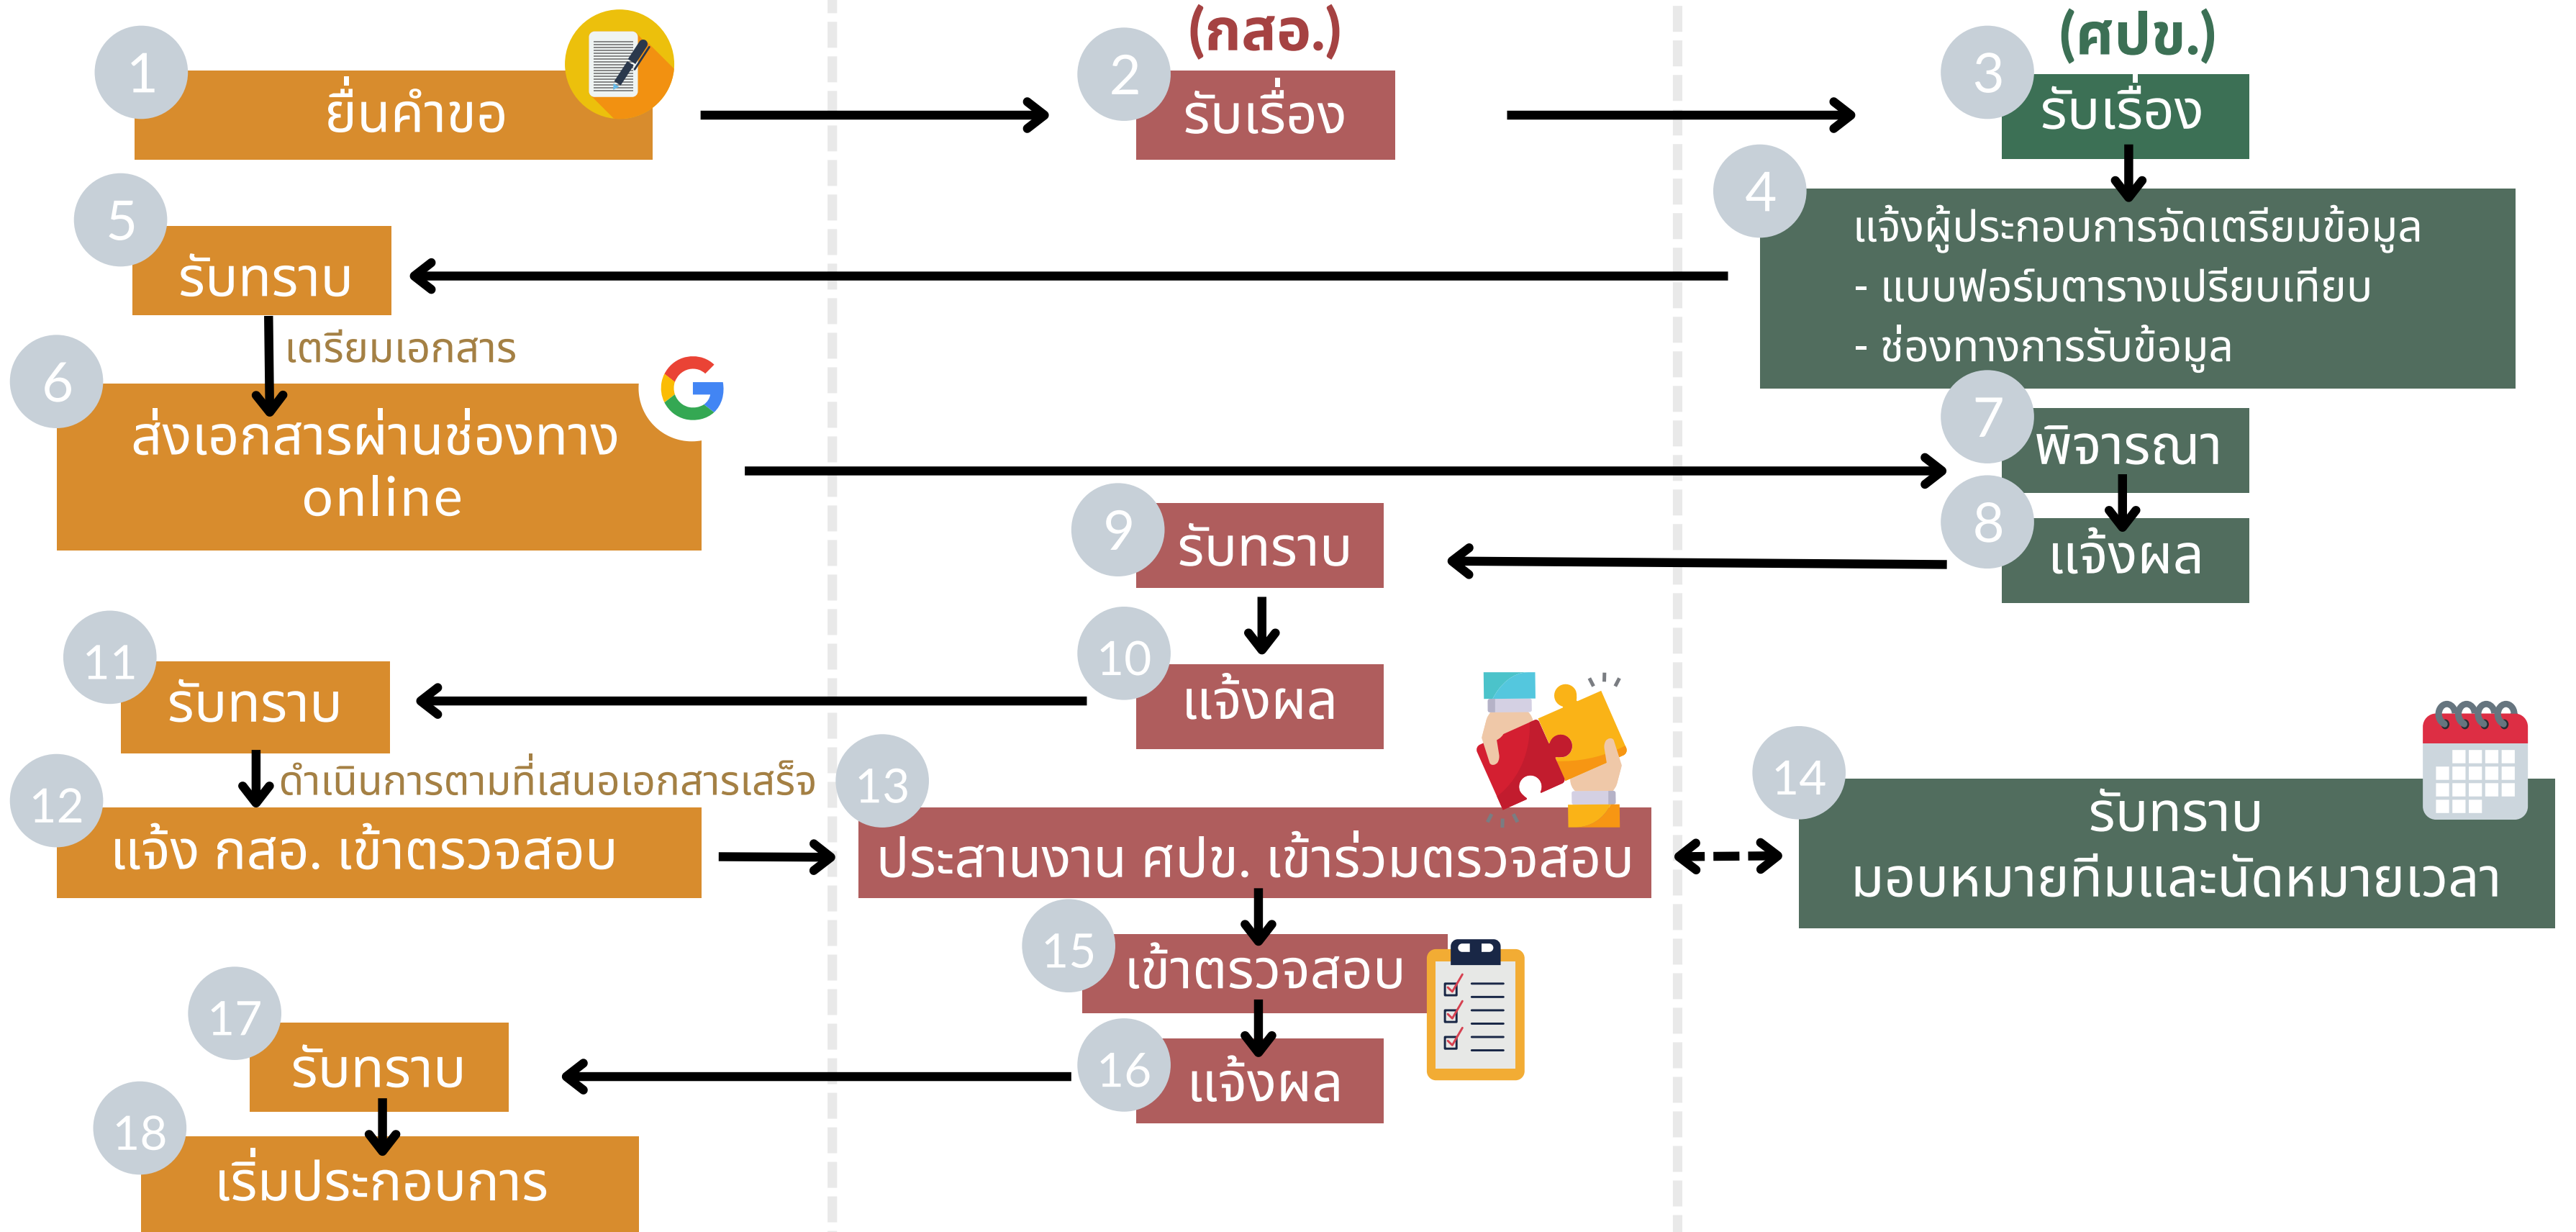 1
ยื่นคำขอ
(กสอ.)
2
รับเรื่อง
(ศปข.)
3
รับเรื่อง
4
แจ้งผู้ประกอบการจัดเตรียมข้อมูล
- แบบฟอร์มตารางเปรียบเทียบ
- ช่องทางการรับข้อมูล
5
รับทราบ
เตรียมเอกสาร
6
ส่งเอกสารผ่านช่องทาง
online
7
พิจารณา
8
แจ้งผล
9
รับทราบ
10
แจ้งผล
11
รับทราบ
ดำเนินการตามที่เสนอเอกสารเสร็จ
12
แจ้ง กสอ. เข้าตรวจสอบ
13
ประสานงาน ศปข. เข้าร่วมตรวจสอบ
14
รับทราบ
มอบหมายทีมและนัดหมายเวลา
15
เข้าตรวจสอบ
16
แจ้งผล
17
รับทราบ
18
เริ่มประกอบการ